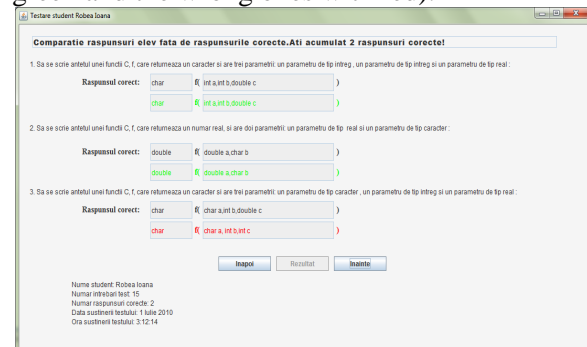 green and the wrong ones with red).
Testare student Robea Ioana
Comparatie raspunsuri elev fata de raspunsurile corecte.Ati acumulat 2 raspunsuri corecte!
1. Sa se scrie antetul unei functii C, f, care returneaza un caracter si are trei parametrii: un parametru de tip intreg , un parametru de tip intreg si un parametru de tip real :
Raspunsul corect: char f( int a,int b,double c )
char f( int a,int b,double c )
2. Sa se scrie antetul unei functii C, f, care returneaza un numar real, si are doi parametrii: un parametru de tip real si un parametru de tip caracter :
Raspunsul corect: double f( double a,char b )
double f( double a,char b )
3. Sa se scrie antetul unei functii C, f, care returneaza un caracter si are trei parametrii: un parametru de tip caracter , un parametru de tip intreg si un parametru de tip real :
Raspunsul corect: char f( char a,int b,double c )
char f( char a, int b,int c )
Inapoi Rezultat Inainte
Nume student: Robea Ioana
Numar intrebari test: 15
Numar raspunsuri corecte: 2
Data sustinerii testului: 1 Iulie 2010
Ora sustinerii testului: 3:12:14